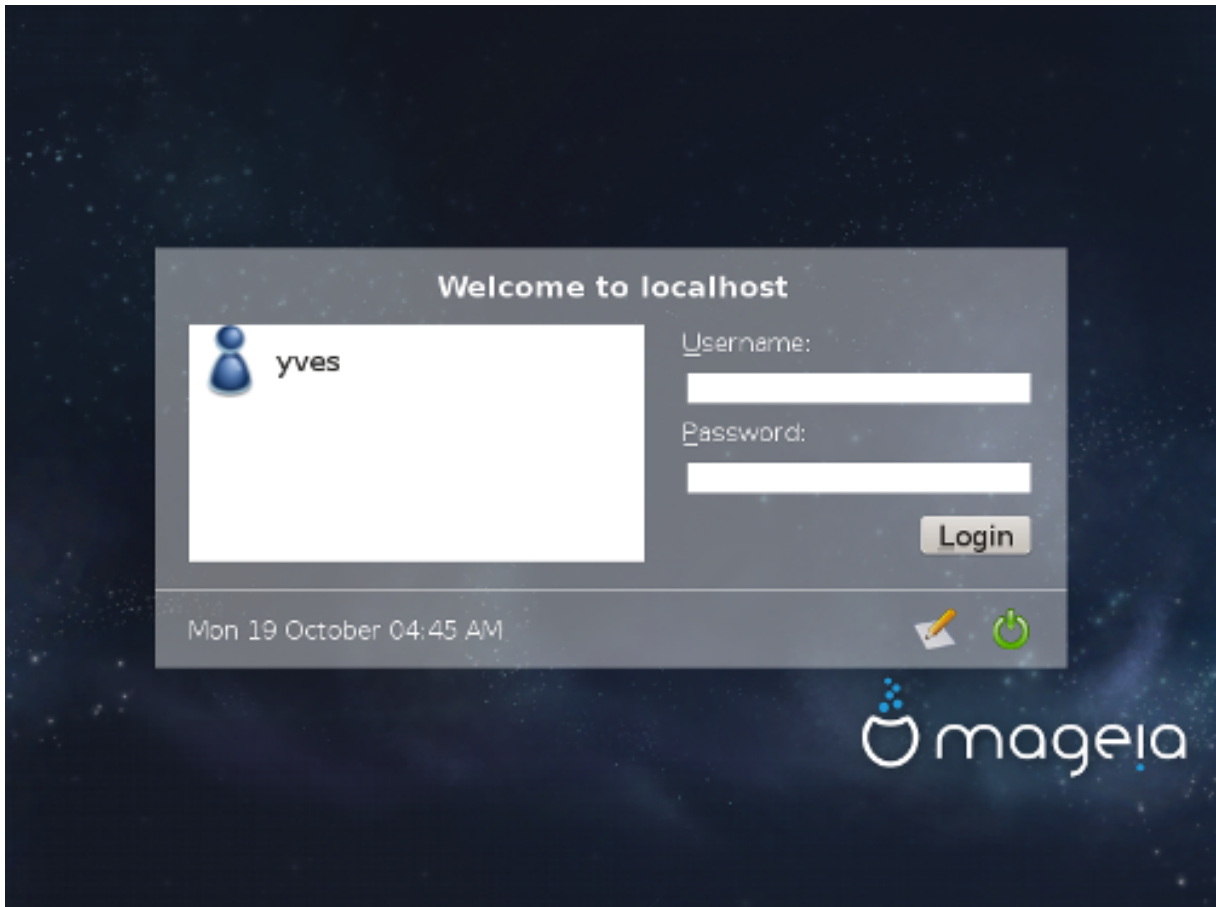 Welcome to localhost
yves
Username:
Password:
Login
Mon 19 October 04:45 AM
mageia